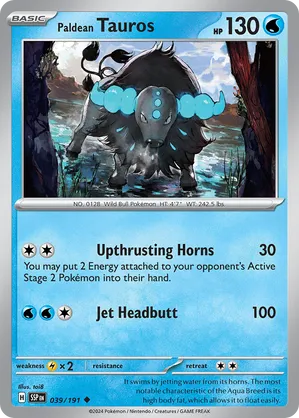 BASIC
Paldean Tauros HP 130
NO. 0128 Wild Bull Pokémon HT: 4'7" WT: 242.5 lbs
Upthrusting Horns 30
You may put 2 Energy attached to your opponent's Active
Stage 2 Pokémon into their hand.
Jet Headbutt 100
weakness ×2 resistance retreat
Illus. toi8
It swims by jetting water from its horns. The most
notable characteristic of the Aqua Breed is its
high body fat, which allows it to float easily.
H SSP EN 039/191
©2024 Pokémon / Nintendo / Creatures / GAME FREAK